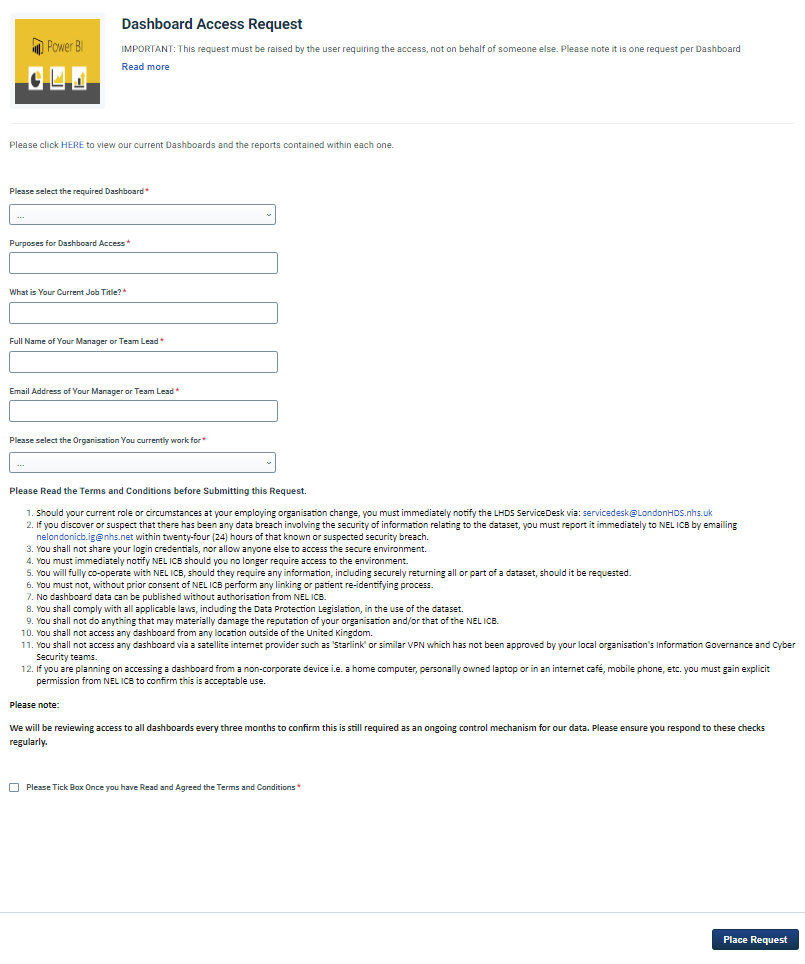 Power BI
Dashboard Access Request
IMPORTANT: This request must be raised by the user requiring the access, not on behalf of someone else. Please note it is one request per Dashboard
Read more
Please click HERE to view our current Dashboards and the reports contained within each one.
Please select the required Dashboard*
...
Purposes for Dashboard Access*
What is Your Current Job Title?*
Full Name of Your Manager or Team Lead*
Email Address of Your Manager or Team Lead*
Please select the Organisation You currently work for*
...
Please Read the Terms and Conditions before Submitting this Request.
1. Should your current role or circumstances at your employing organisation change, you must immediately notify the LHDS ServiceDesk via: servicedesk@LondonHDS.nhs.uk
2. If you discover or suspect that there has been any data breach involving the security of information relating to the dataset, you must report it immediately to NEL ICB by emailing
nelondonicb.ig@nhs.net within twenty-four (24) hours of that known or suspected security breach.
3. You shall not share your login credentials, nor allow anyone else to access the secure environment.
4. You must immediately notify NEL ICB should you no longer require access to the environment.
5. You will fully co-operate with NEL ICB, should they require any information, including securely returning all or part of a dataset, should it be requested.
6. You must not, without prior consent of NEL ICB perform any linking or patient re-identifying process.
7. No dashboard data can be published without authorisation from NEL ICB.
8. You shall comply with all applicable laws, including the Data Protection Legislation, in the use of the dataset.
9. You shall not do anything that may materially damage the reputation of your organisation and/or that of the NEL ICB.
10. You shall not access any dashboard from any location outside of the United Kingdom.
11. You shall not access any dashboard via a satellite internet provider such as 'Starlink' or similar VPN which has not been approved by your local organisation's Information Governance and Cyber
Security teams.
12. If you are planning on accessing a dashboard from a non-corporate device i.e. a home computer, personally owned laptop or in an internet café, mobile phone, etc. you must gain explicit
permission from NEL ICB to confirm this is acceptable use.
Please note:
We will be reviewing access to all dashboards every three months to confirm this is still required as an ongoing control mechanism for our data. Please ensure you respond to these checks
regularly.
Please Tick Box Once you have Read and Agreed the Terms and Conditions*
Place Request